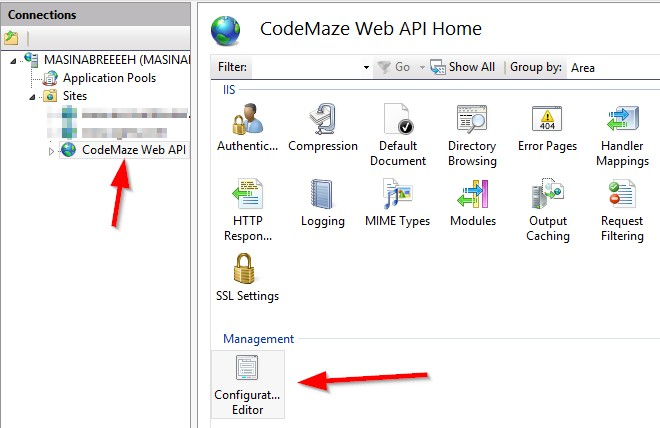 Connections
MASINABREEEEH (MASINAI
Application Pools
Sites
CodeMaze Web API
CodeMaze Web API Home
Filter: Go Show All Group by: Area
IIS
Authentic... Compression Default Document Directory Browsing Error Pages 404 Handler Mappings
HTTP Respon... Logging MIME Types Modules Output Caching Request Filtering
SSL Settings
Management
Configurat... Editor